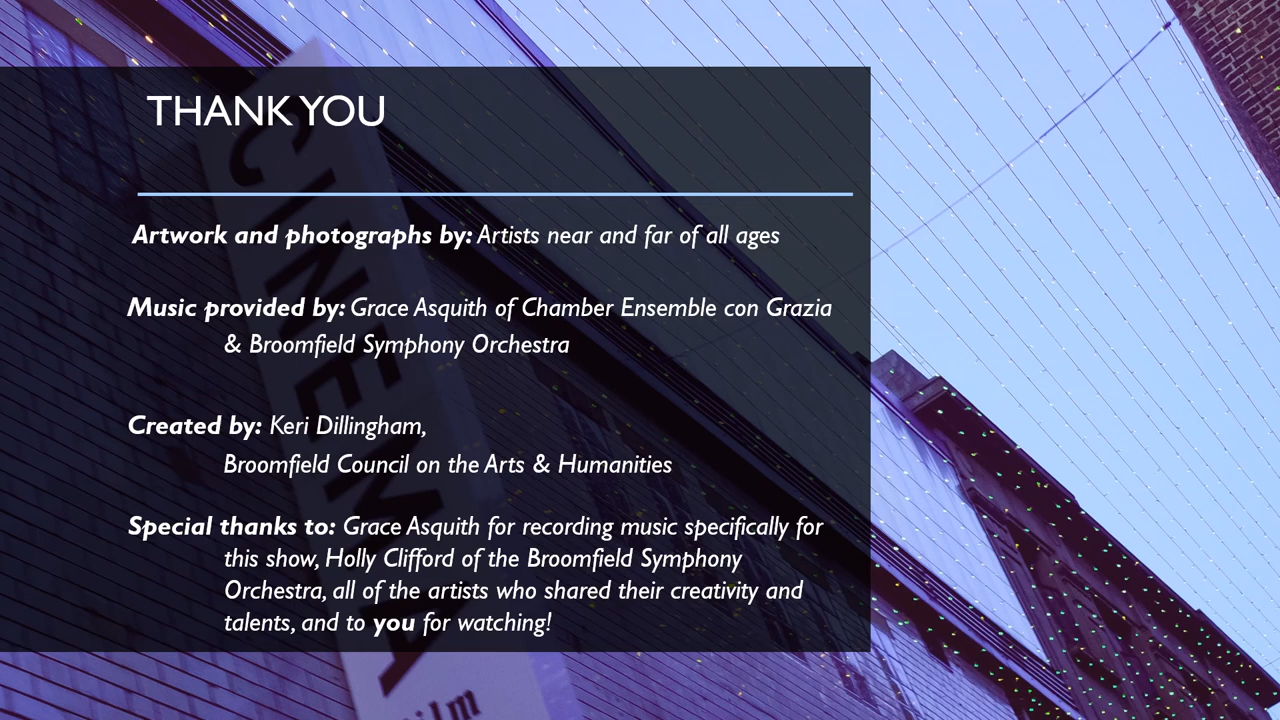 THANK YOU
Artwork and photographs by: Artists near and far of all ages
Music provided by: Grace Asquith of Chamber Ensemble con Grazia
& Broomfield Symphony Orchestra
Created by: Keri Dillingham,
Broomfield Council on the Arts & Humanities
Special thanks to: Grace Asquith for recording music specifically for
this show, Holly Clifford of the Broomfield Symphony
Orchestra, all of the artists who shared their creativity and
talents, and to you for watching!
CINEMA